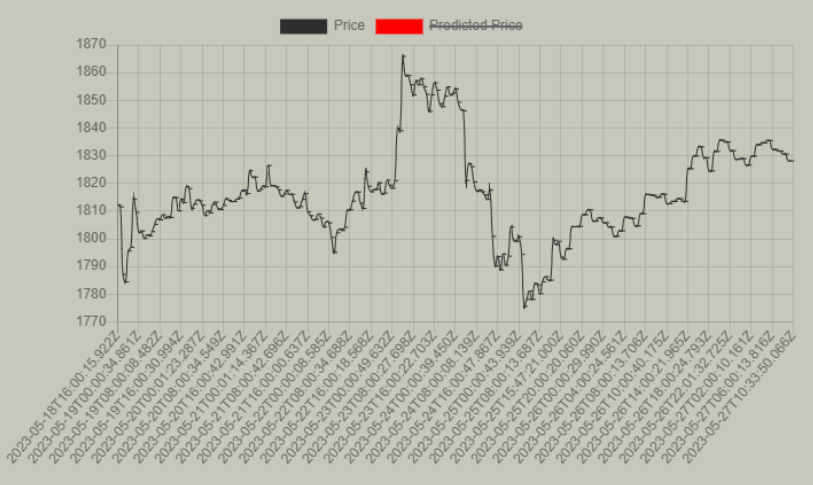 Price
Predicted Price
1870
1860
1850
1840
1830
1820
1810
1800
1790
1780
1770
2023-05-18T16:00:15.922Z
2023-05-19T00:00:34.861Z
2023-05-19T08:00:08.482Z
2023-05-19T16:00:30.994Z
2023-05-20T00:01:23.287Z
2023-05-20T08:00:34.549Z
2023-05-20T16:00:42.991Z
2023-05-21T00:01:14.367Z
2023-05-21T08:00:42.696Z
2023-05-21T16:00:00.637Z
2023-05-22T00:00:08.585Z
2023-05-22T08:00:34.688Z
2023-05-22T16:00:18.568Z
2023-05-23T00:00:49.622Z
2023-05-23T08:00:27.698Z
2023-05-23T16:00:22.703Z
2023-05-24T00:00:39.450Z
2023-05-24T08:00:08.139Z
2023-05-24T16:00:47.867Z
2023-05-25T00:00:43.939Z
2023-05-25T08:00:13.687Z
2023-05-25T15:47:21.000Z
2023-05-25T20:00:20.060Z
2023-05-26T00:00:29.990Z
2023-05-26T04:00:24.561Z
2023-05-26T08:00:13.706Z
2023-05-26T10:00:40.175Z
2023-05-26T14:00:21.965Z
2023-05-26T18:00:24.793Z
2023-05-26T22:01:32.725Z
2023-05-27T02:00:10.161Z
2023-05-27T06:00:13.816Z
2023-05-27T10:33:50.066Z